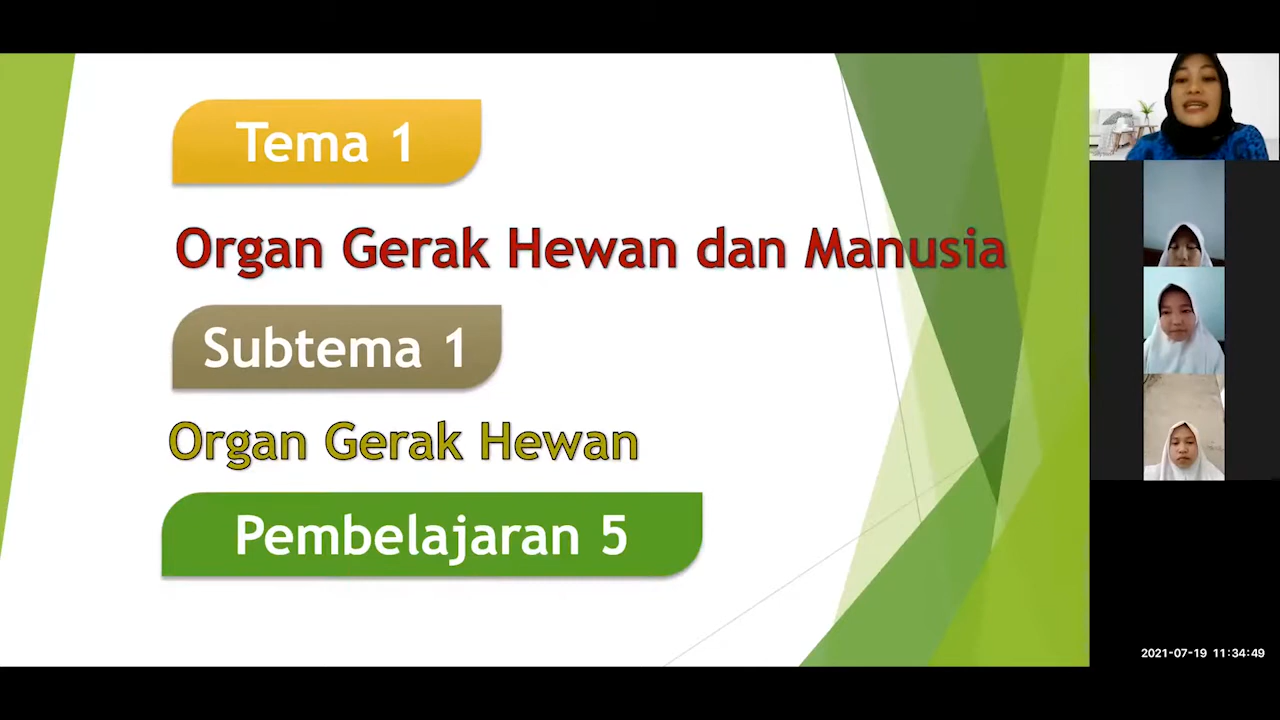 Tema 1
Organ Gerak Hewan dan Manusia
Subtema 1
Organ Gerak Hewan
Pembelajaran 5
2021-07-19 11:34:49